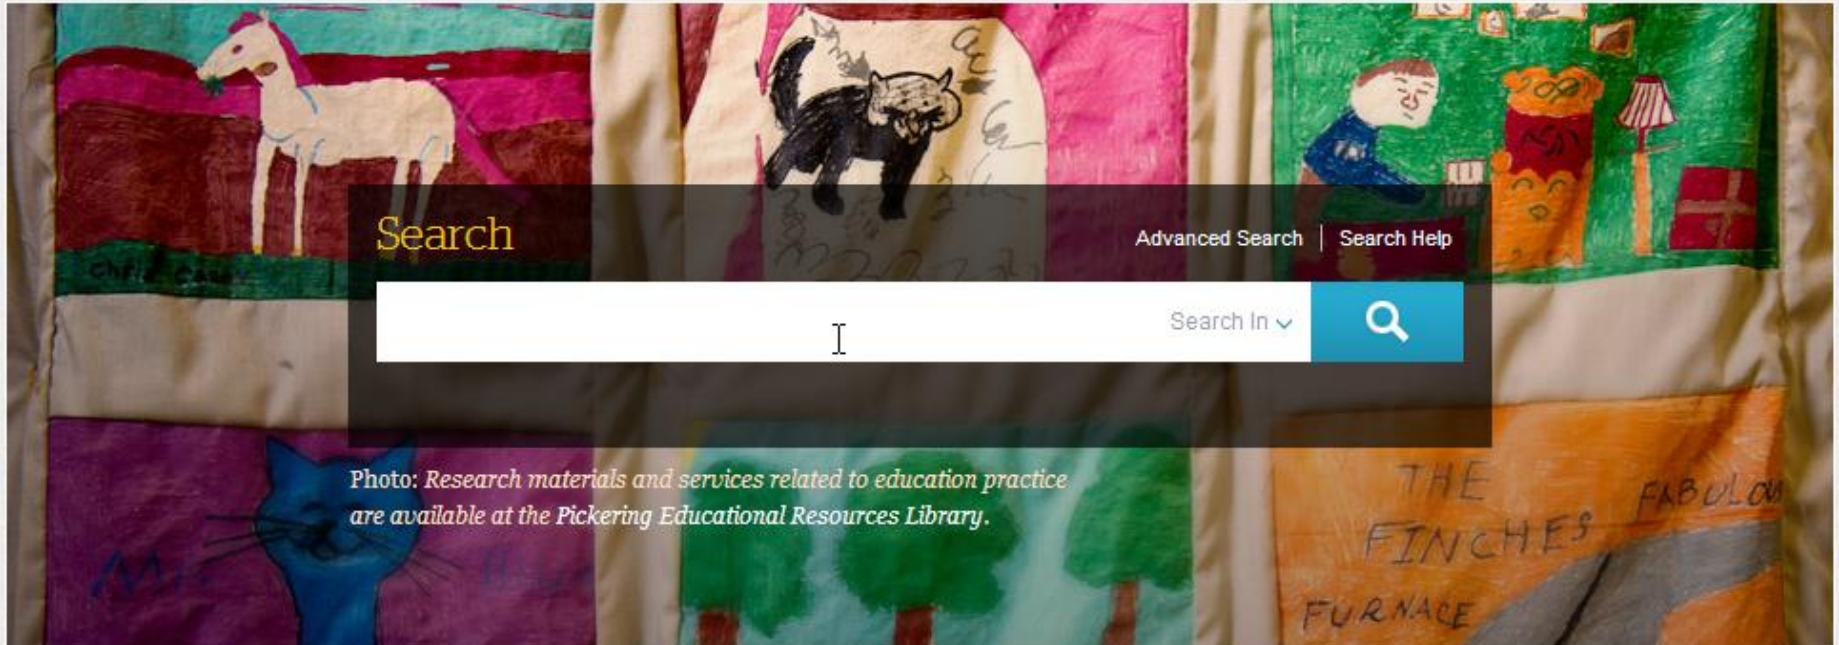 Search
Advanced Search | Search Help
Search In
Photo: Research materials and services related to education practice
are available at the Pickering Educational Resources Library.
THE
FABULOU
FINCHES
FURNACE